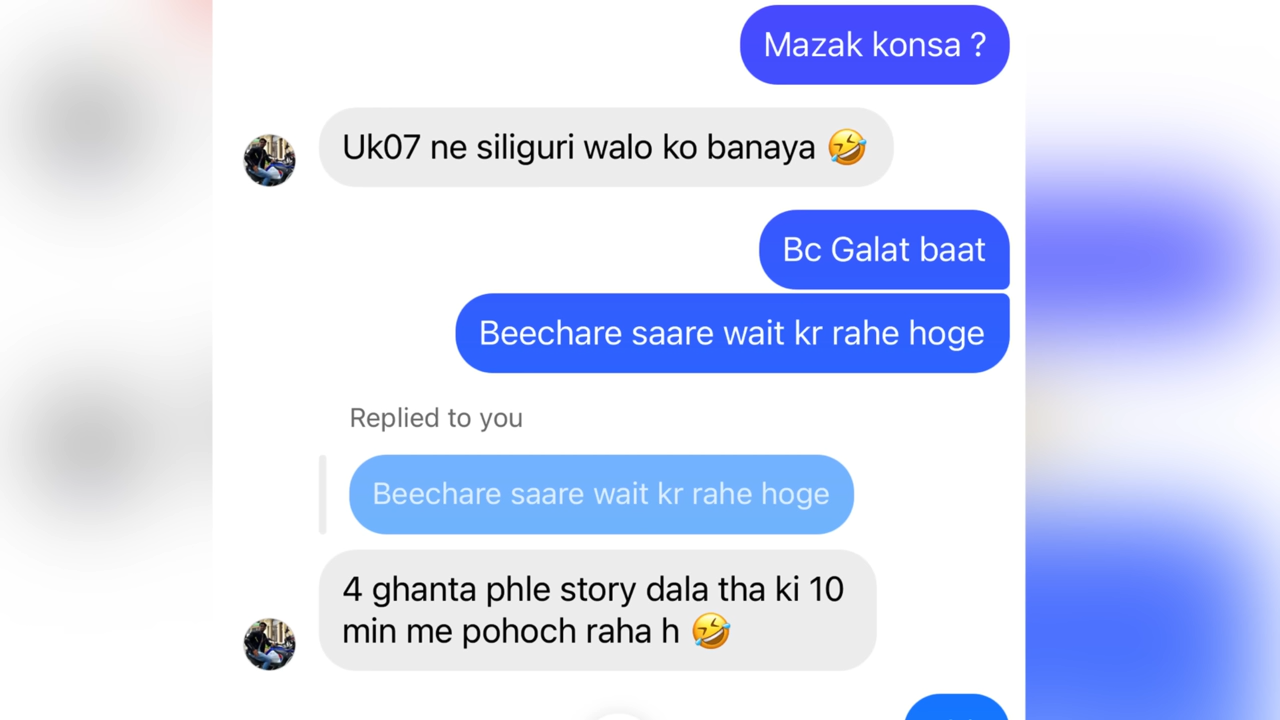 Mazak konsa ?
Uk07 ne siliguri walo ko banaya 🤣
Bc Galat baat
Beechare saare wait kr rahe hoge
Replied to you
Beechare saare wait kr rahe hoge
4 ghanta phle story dala tha ki 10
min me pohoch raha h 🤣